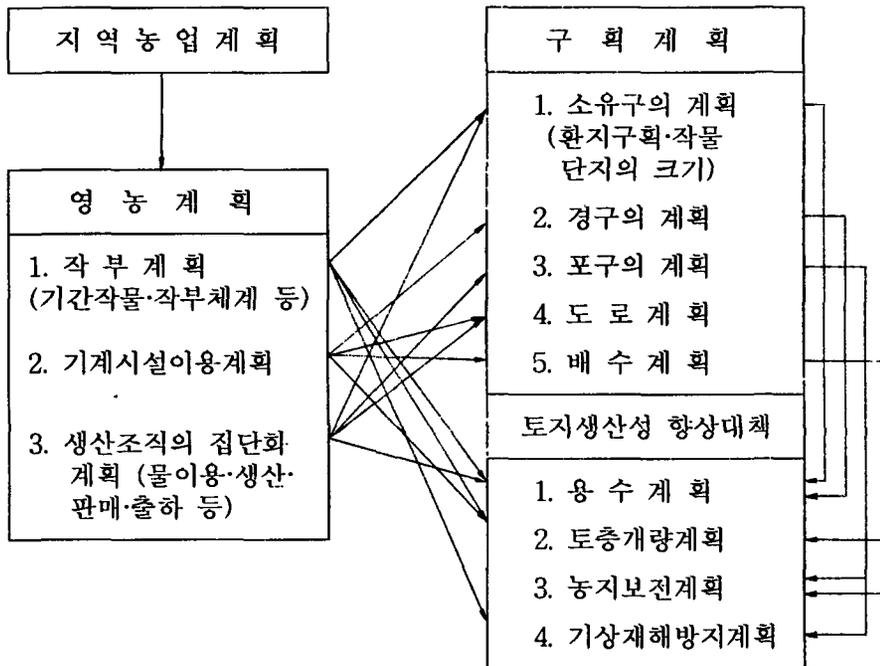 지 역 농 업 계 획
영 농 계 획
1. 작 부 계 획
(기간작물·작부체계 등)
2. 기계시설이용계획
3. 생산조직의 집단화
계획 (물이용·생산·
판매·출하 등)
구 획 계 획
1. 소유구의 계획
(환지구획·작물
단지의 크기)
2. 경구의 계획
3. 포구의 계획
4. 도 로 계 획
5. 배 수 계 획
토지생산성 향상대책
1. 용 수 계 획
2. 토층개량계획
3. 농지보전계획
4. 기상재해방지계획